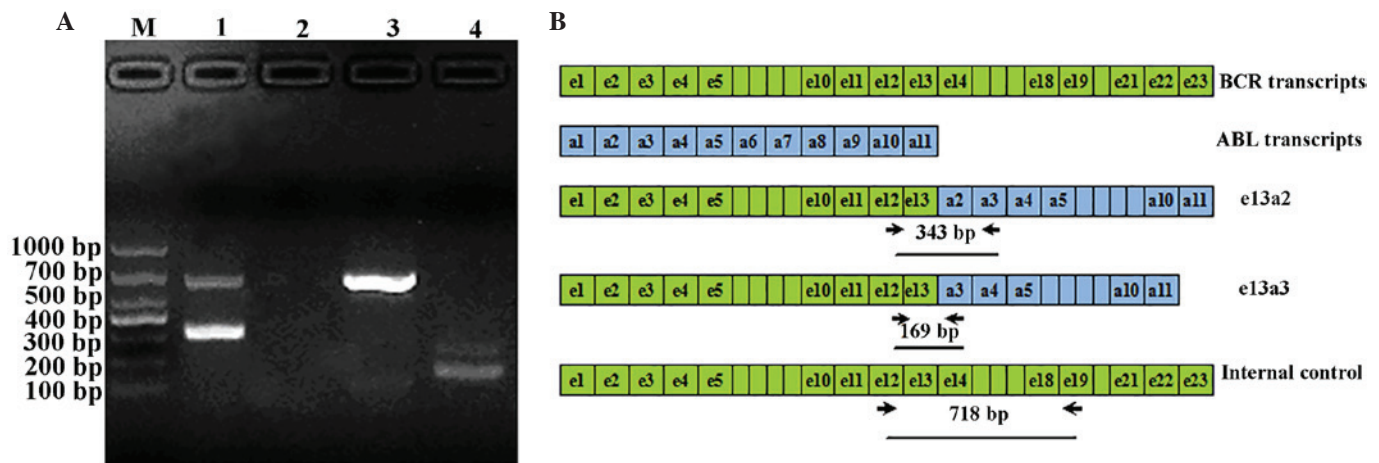 A
M 1 2 3 4
1000 bp
700 bp
500 bp
400 bp
300 bp
200 bp
100 bp
B
e1 e2 e3 e4 e5 e10 e11 e12 e13 e14 e18 e19 e21 e22 e23 BCR transcripts
a1 a2 a3 a4 a5 a6 a7 a8 a9 a10 a11 ABL transcripts
e1 e2 e3 e4 e5 e10 e11 e12 e13 a2 a3 a4 a5 a10 a11 e13a2
343 bp
e1 e2 e3 e4 e5 e10 e11 e12 e13 a3 a4 a5 a10 a11 e13a3
169 bp
e1 e2 e3 e4 e5 e10 e11 e12 e13 e14 e18 e19 e21 e22 e23 Internal control
718 bp